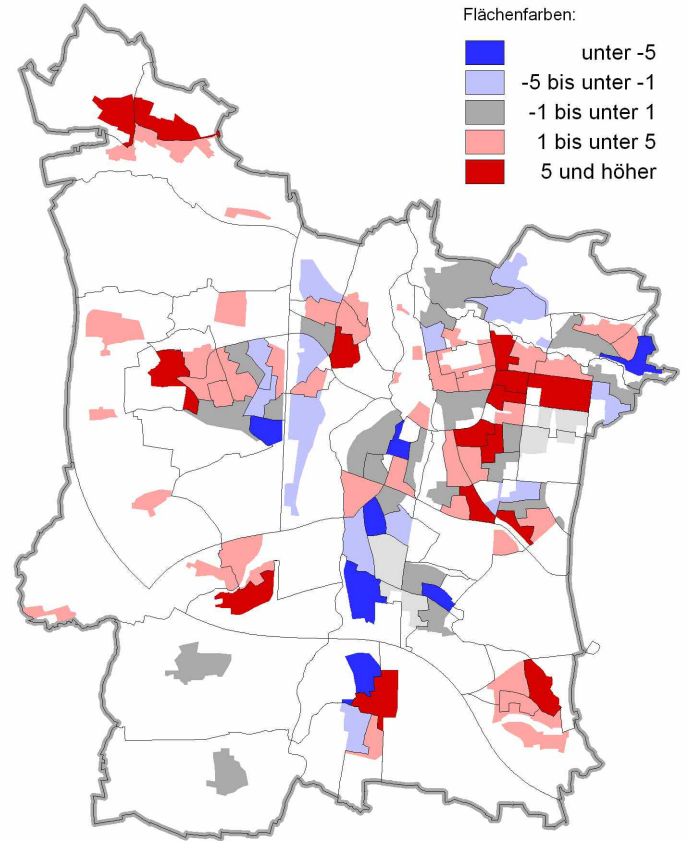 Flächenfarben:
unter -5
-5 bis unter -1
-1 bis unter 1
1 bis unter 5
5 und höher